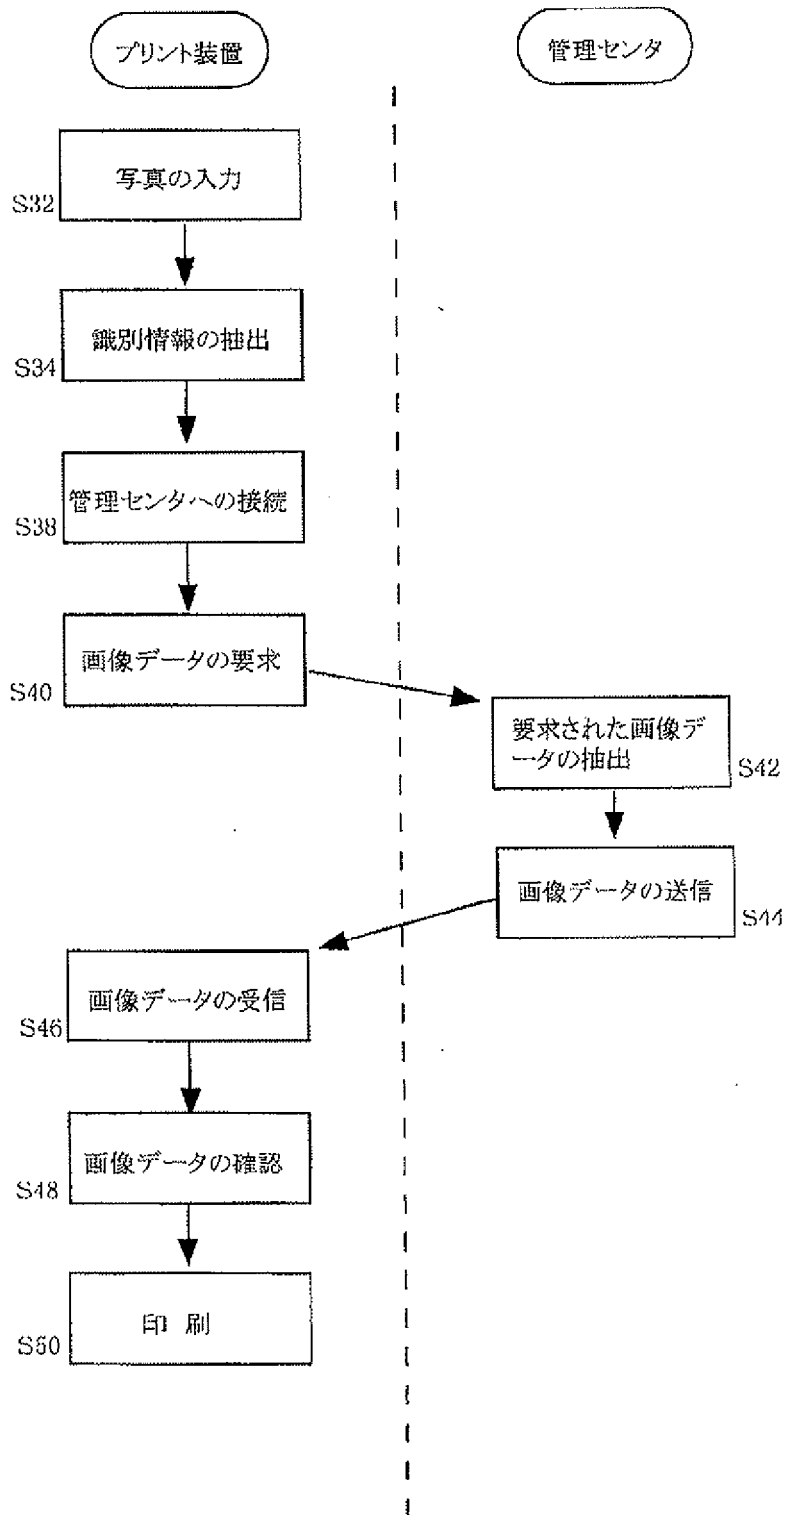 プリント装置
管理センタ
写真の入力
S32
識別情報の抽出
S34
管理センタへの接続
S38
画像データの要求
S40
要求された画像デ
ータの抽出
S42
画像データの送信
S44
画像データの受信
S46
画像データの確認
S48
印 刷
S50